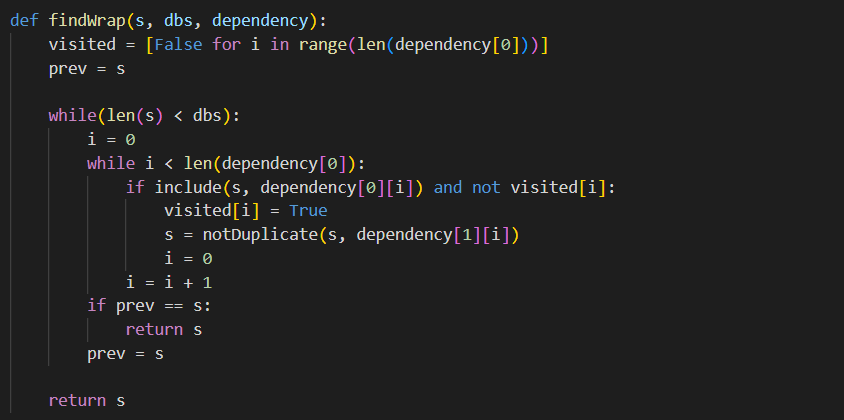 def findWrap(s, dbs, dependency):
    visited = [False for i in range(len(dependency[0]))]
    prev = s

    while(len(s) < dbs):
        i = 0
        while i < len(dependency[0]):
            if include(s, dependency[0][i]) and not visited[i]:
                visited[i] = True
                s = notDuplicate(s, dependency[1][i])
                i = 0
            i = i + 1
        if prev == s:
            return s
        prev = s

    return s